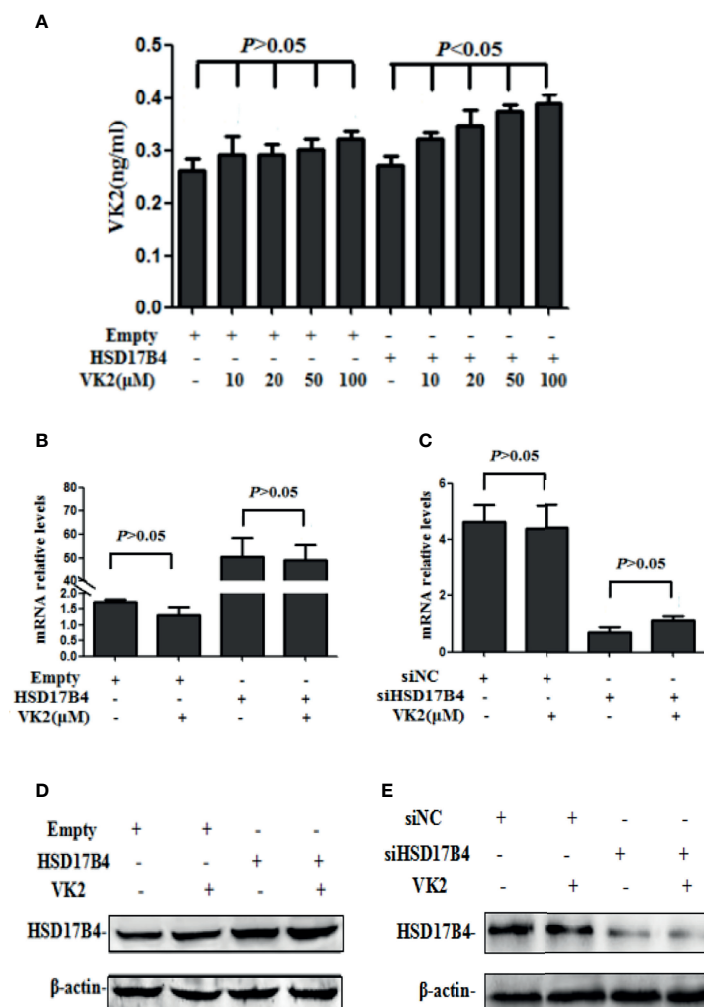 A
P>0.05
P<0.05
0.5
0.4
0.3
0.2
0.1
0.0
VK2(ng/ml)
Empty + + + + + - - - - -
HSD17B4 - - - - - + + + + +
VK2(μM) - 10 20 50 100 - 10 20 50 100
B
mRNA relative levels
80
70
60
50
40
2.0
1.5
1.0
0.5
0.0
P>0.05
P>0.05
Empty + + - -
HSD17B4 - - + +
VK2(μM) - + - +
C
mRNA relative levels
6
4
2
0
P>0.05
P>0.05
siNC + + - -
siHSD17B4 - - + +
VK2(μM) - + - +
D
Empty + + - -
HSD17B4 - - + +
VK2 - + - +
HSD17B4-
β-actin-
E
siNC + + - -
siHSD17B4 - - + +
VK2 - + - +
HSD17B4-
β-actin-